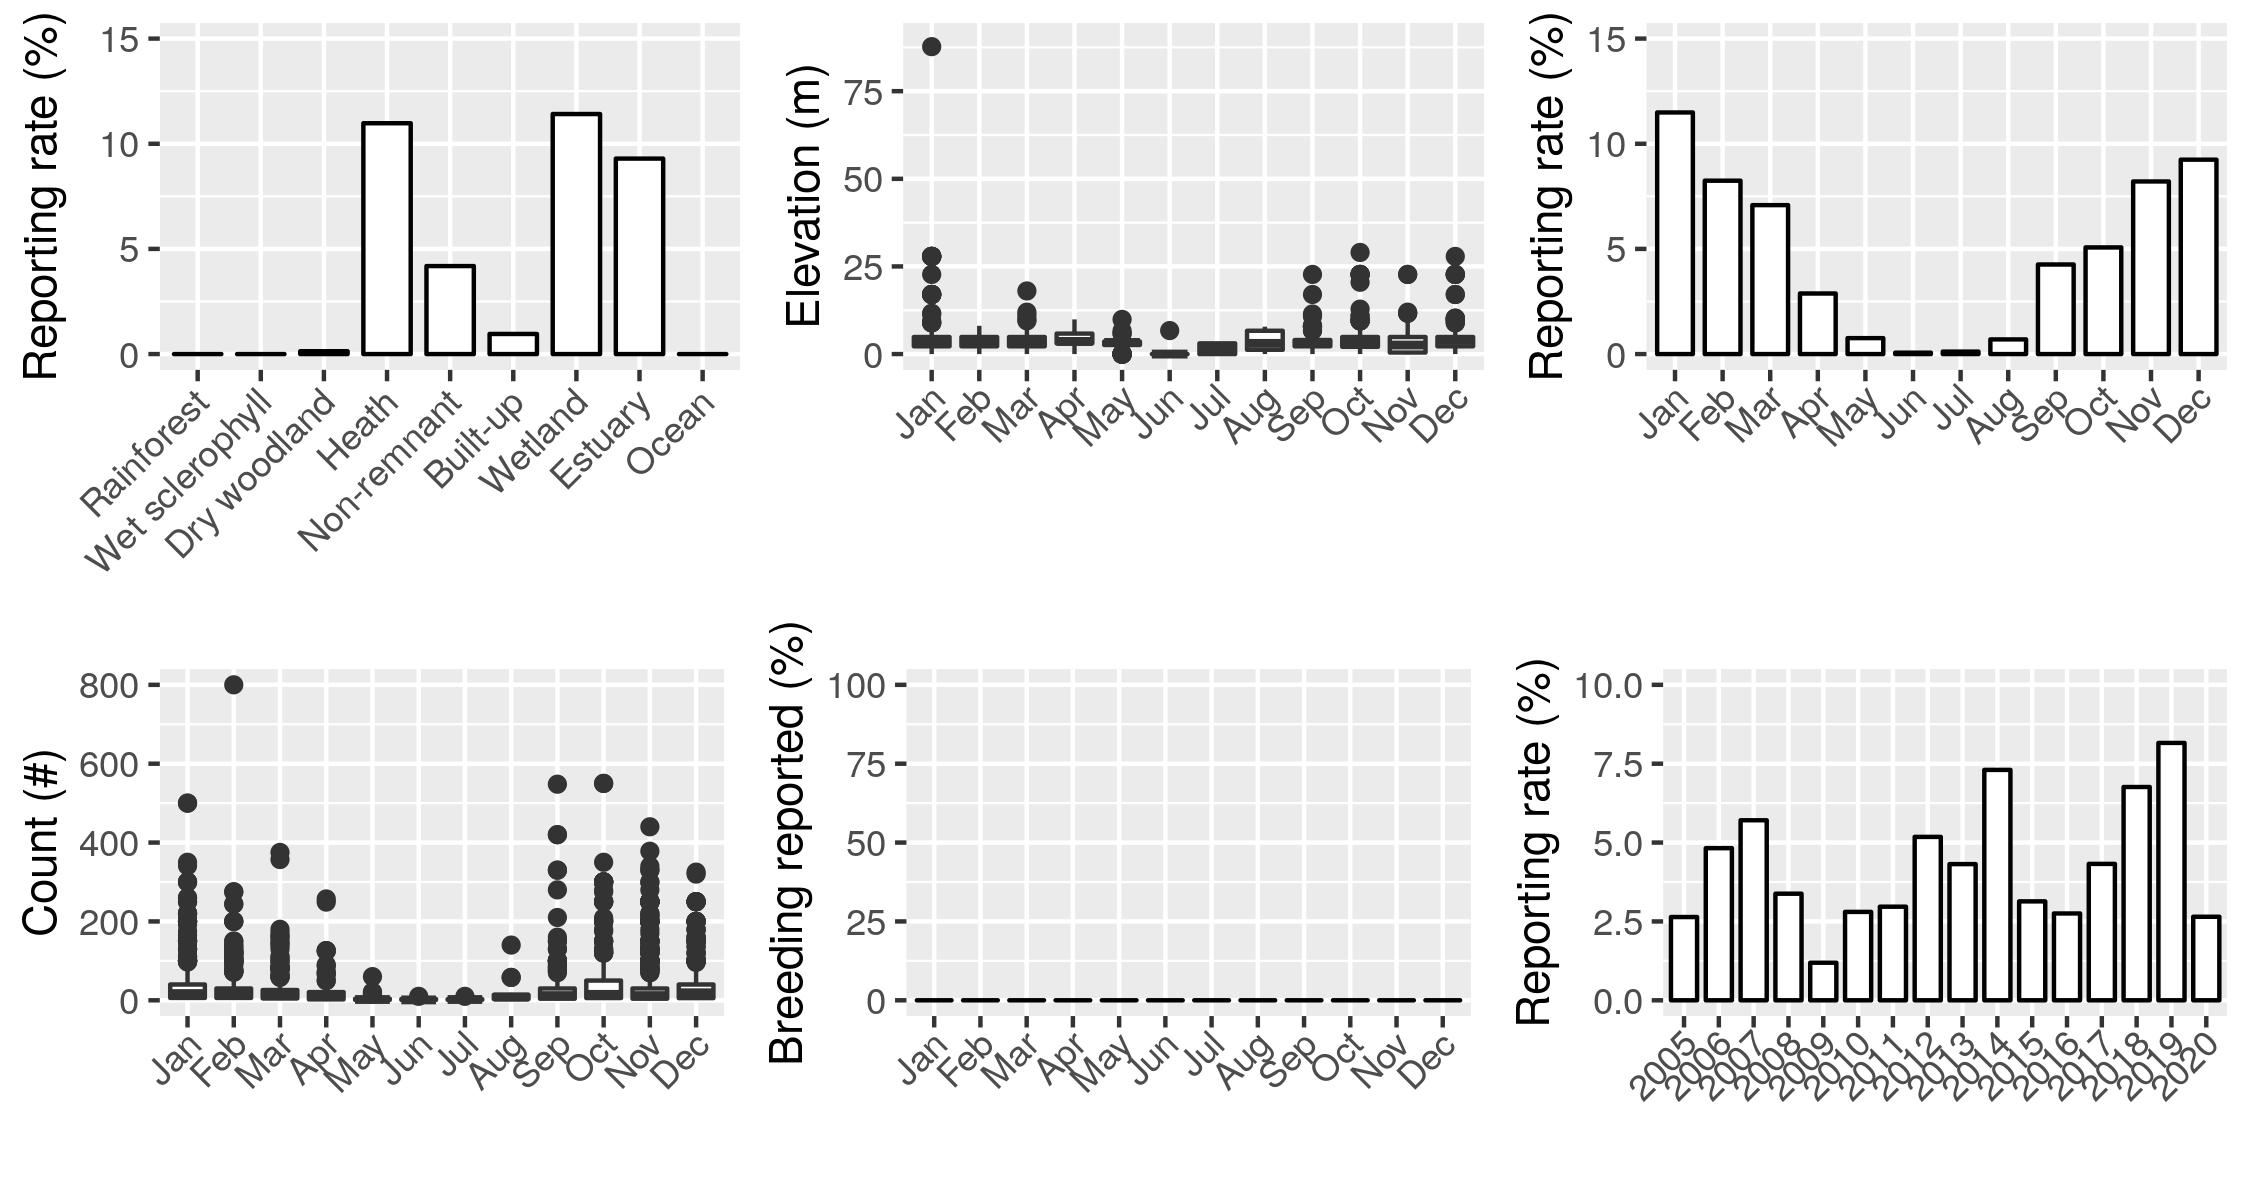 Reporting rate (%)
15
10
5
0
Rainforest
Wet sclerophyll
Dry woodland
Heath
Non-remnant
Built-up
Wetland
Estuary
Ocean
Elevation (m)
75
50
25
0
Jan
Feb
Mar
Apr
May
Jun
Jul
Aug
Sep
Oct
Nov
Dec
Reporting rate (%)
15
10
5
0
Jan
Feb
Mar
Apr
May
Jun
Jul
Aug
Sep
Oct
Nov
Dec
Count (#)
800
600
400
200
0
Jan
Feb
Mar
Apr
May
Jun
Jul
Aug
Sep
Oct
Nov
Dec
Breeding reported (%)
100
75
50
25
0
Jan
Feb
Mar
Apr
May
Jun
Jul
Aug
Sep
Oct
Nov
Dec
Reporting rate (%)
10.0
7.5
5.0
2.5
0.0
2005
2006
2007
2008
2009
2010
2011
2012
2013
2014
2015
2016
2017
2018
2019
2020